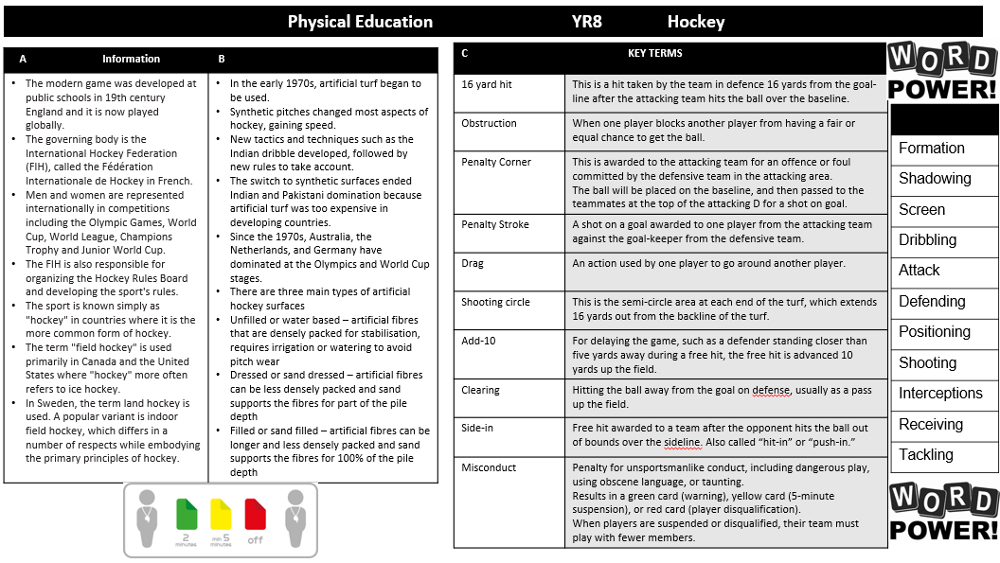 Physical Education YR8 Hockey
A Information B
• The modern game was developed at
public schools in 19th century
England and it is now played
globally.
• The governing body is the
International Hockey Federation
(FIH), called the Fédération
Internationale de Hockey in French.
• Men and women are represented
internationally in competitions
including the Olympic Games, World
Cup, World League, Champions
Trophy and Junior World Cup.
• The FIH is also responsible for
organizing the Hockey Rules Board
and developing the sport's rules.
• The sport is known simply as
"hockey" in countries where it is the
more common form of hockey.
• The term "field hockey" is used
primarily in Canada and the United
States where "hockey" more often
refers to ice hockey.
• In Sweden, the term land hockey is
used. A popular variant is indoor
field hockey, which differs in a
number of respects while embodying
the primary principles of hockey.
• In the early 1970s, artificial turf began to
be used.
• Synthetic pitches changed most aspects of
hockey, gaining speed.
• New tactics and techniques such as the
Indian dribble developed, followed by
new rules to take account.
• The switch to synthetic surfaces ended
Indian and Pakistani domination because
artificial turf was too expensive in
developing countries.
• Since the 1970s, Australia, the
Netherlands, and Germany have
dominated at the Olympics and World Cup
stages.
• There are three main types of artificial
hockey surfaces
• Unfilled or water based – artificial fibres
that are densely packed for stabilisation,
requires irrigation or watering to avoid
pitch wear
• Dressed or sand dressed – artificial fibres
can be less densely packed and sand
supports the fibres for part of the pile
depth
• Filled or sand filled – artificial fibres can be
longer and less densely packed and sand
supports the fibres for 100% of the pile
depth
2
minutes
min 5
minutes
off
C KEY TERMS
16 yard hit
This is a hit taken by the team in defence 16 yards from the goal-
line after the attacking team hits the ball over the baseline.
Obstruction
When one player blocks another player from having a fair or
equal chance to get the ball.
Penalty Corner
This is awarded to the attacking team for an offence or foul
committed by the defensive team in the attacking area.
The ball will be placed on the baseline, and then passed to the
teammates at the top of the attacking D for a shot on goal.
Penalty Stroke
A shot on a goal awarded to one player from the attacking team
against the goal-keeper from the defensive team.
Drag
An action used by one player to go around another player.
Shooting circle
This is the semi-circle area at each end of the turf, which extends
16 yards out from the backline of the turf.
Add-10
For delaying the game, such as a defender standing closer than
five yards away during a free hit, the free hit is advanced 10
yards up the field.
Clearing
Hitting the ball away from the goal on defense, usually as a pass
up the field.
Side-in
Free hit awarded to a team after the opponent hits the ball out
of bounds over the sideline. Also called “hit-in” or “push-in.”
Misconduct
Penalty for unsportsmanlike conduct, including dangerous play,
using obscene language, or taunting.
Results in a green card (warning), yellow card (5-minute
suspension), or red card (player disqualification).
When players are suspended or disqualified, their team must
play with fewer members.
WORD
POWER!
Formation
Shadowing
Screen
Dribbling
Attack
Defending
Positioning
Shooting
Interceptions
Receiving
Tackling
WORD
POWER!